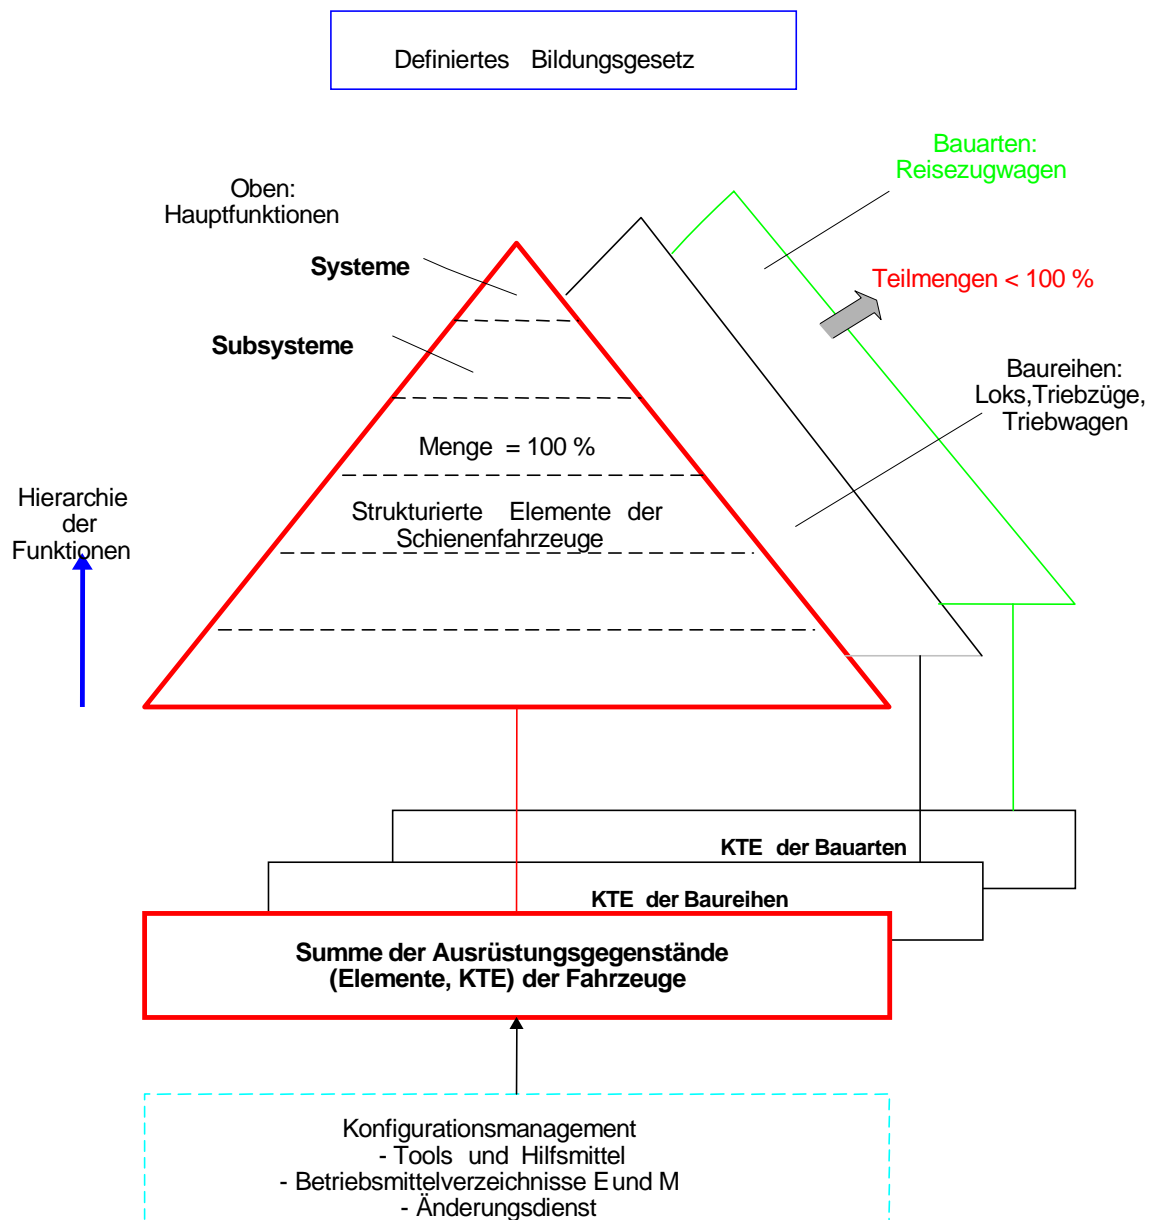 Definiertes Bildungsgesetz
Bauarten:
Reisezugwagen
Oben:
Hauptfunktionen
Systeme
Teilmengen < 100 %
Subsysteme
Baureihen:
Loks,Triebzüge,
Triebwagen
Menge = 100 %
Hierarchie
der
Funktionen
Strukturierte Elemente der
Schienenfahrzeuge
KTE der Bauarten
KTE der Baureihen
Summe der Ausrüstungsgegenstände
(Elemente, KTE) der Fahrzeuge
Konfigurationsmanagement
- Tools und Hilfsmittel
- Betriebsmittelverzeichnisse E und M
- Änderungsdienst